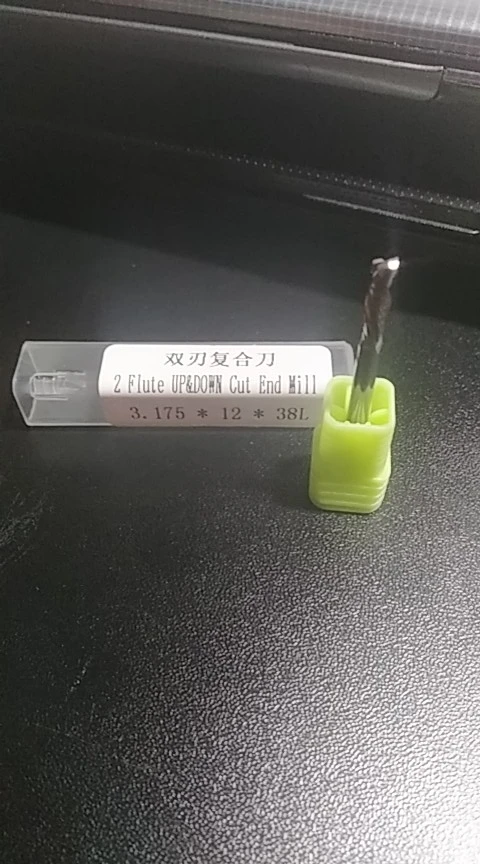 双刃复合刀
2 Flute UP&DOWN Cut End Mill
3.175 * 12 * 38L